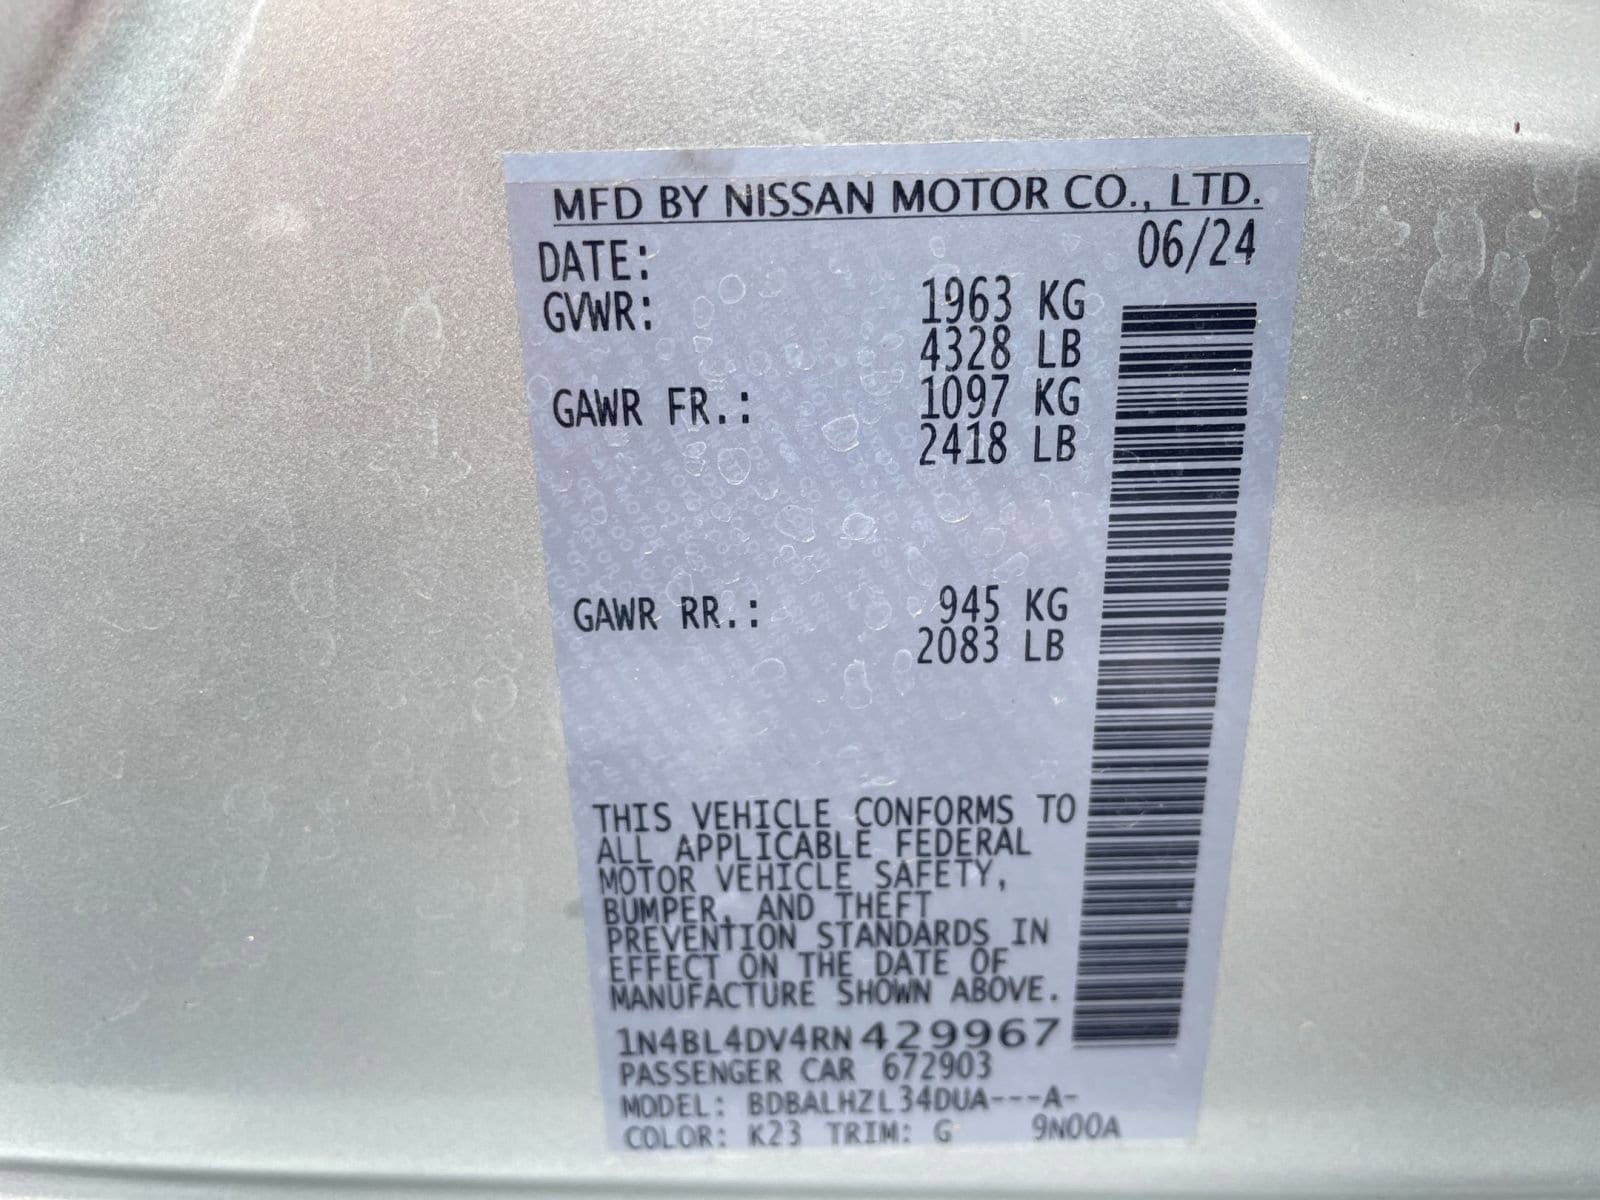 MFD BY NISSAN MOTOR CO., LTD.
DATE: 06/24
GVWR: 1963 KG
4328 LB
GAWR FR.: 1097 KG
2418 LB
GAWR RR.: 945 KG
2083 LB
THIS VEHICLE CONFORMS TO
ALL APPLICABLE FEDERAL
MOTOR VEHICLE SAFETY,
BUMPER, AND THEFT
PREVENTION STANDARDS IN
EFFECT ON THE DATE OF
MANUFACTURE SHOWN ABOVE.
1N4BL4DV4RN429967
PASSENGER CAR 672903
MODEL: BDBALHZL34DUA---A-
COLOR: K23 TRIM: G 9N00A